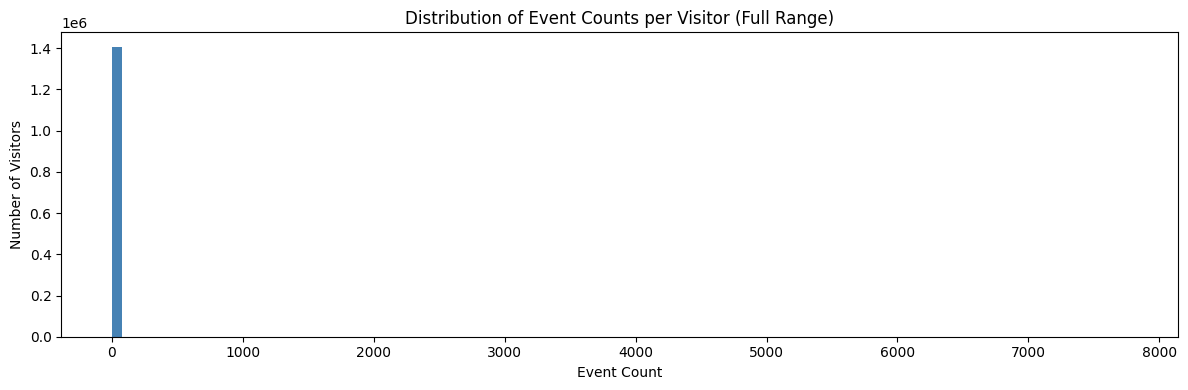 Distribution of Event Counts per Visitor (Full Range)
1e6
1.4
1.2
1.0
0.8
0.6
0.4
0.2
0.0
Number of Visitors
0 1000 2000 3000 4000 5000 6000 7000 8000
Event Count